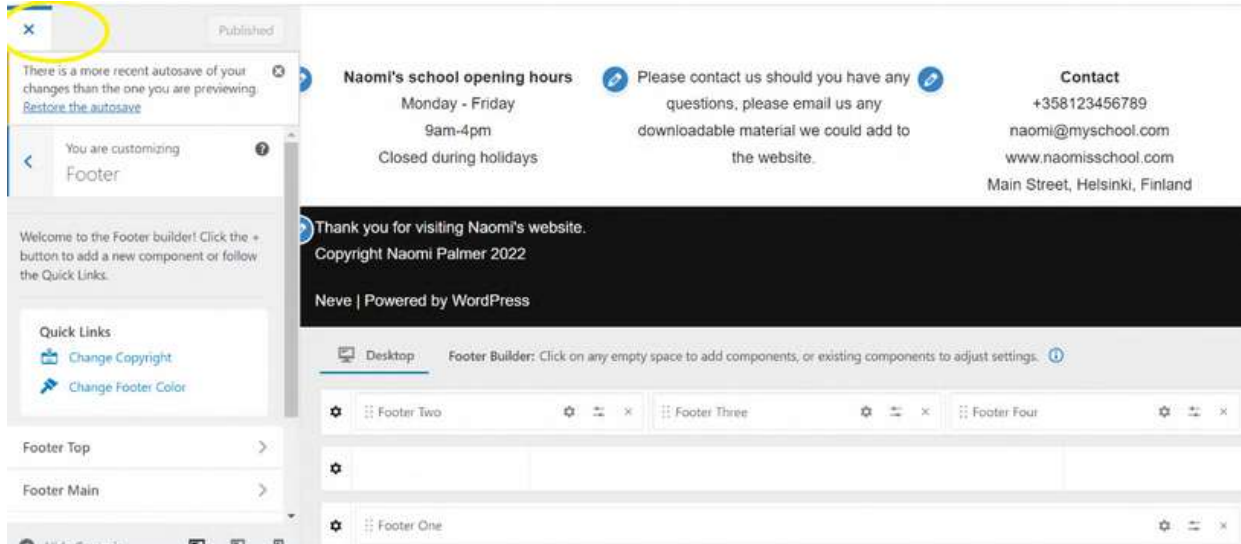 Published
There is a more recent autosave of your
changes than the one you are previewing.
Restore the autosave
You are customizing
Footer
Welcome to the Footer builder! Click the +
button to add a new component or follow
the Quick Links.
Quick Links
Change Copyright
Change Footer Color
Footer Top
Footer Main
Naomi's school opening hours
Monday - Friday
9am-4pm
Closed during holidays
Please contact us should you have any
questions, please email us any
downloadable material we could add to
the website.
Contact
+358123456789
naomi@myschool.com
www.naomisschool.com
Main Street, Helsinki, Finland
Thank you for visiting Naomi's website.
Copyright Naomi Palmer 2022
Neve | Powered by WordPress
Desktop
Footer Builder: Click on any empty space to add components, or existing components to adjust settings.
Footer Two
Footer Three
Footer Four
Footer One